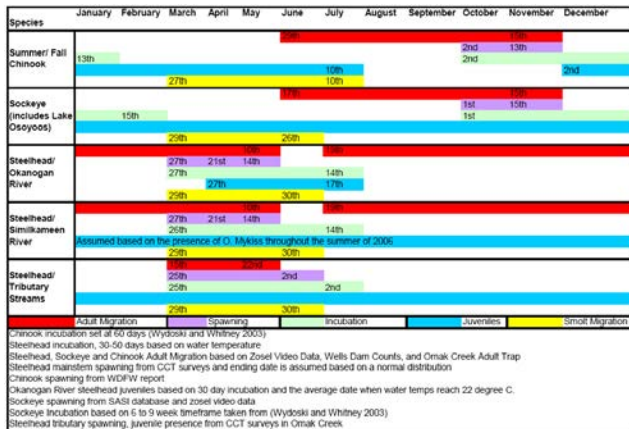 January February March April May June July August September October November December
Species
29th 15th
Summer/ Fall 2nd 13th
Chinook 13th 2nd
10th 2nd
27th 10th
17th 15th
Sockeye 1st 15th
(includes Lake 15th 1st
Osoyoos)
29th 26th
10th 15th
Steelhead/ 27th 21st 14th
Okanogan 27th 14th
River 27th 17th
29th 30th
10th 15th
Steelhead/ 27th 21st 14th
Similkameen 26th 14th
River Assumed based on the presence of O. Mykiss throughout the summer of 2006
29th 30th
15th 22nd
Steelhead/ 25th 2nd
Tributary 25th 2nd
Streams
29th 30th
Adult Migration Spawning Incubation Juveniles Smolt Migration
Chinook incubation set at 60 days (Wydoski and Whitney 2003)
Steelhead incubation, 30-50 days based on water temperature
Steelhead, Sockeye and Chinook Adult Migration based on Zosel Video Data, Wells Dam Counts, and Omak Creek Adult Trap
Steelhead mainstem spawning from CCT surveys and ending date is assumed based on a normal distribution
Chinook spawning from WDFW report
Okanogan River steelhead juveniles based on 30 day incubation and the average date when water temps reach 22 degree C.
Sockeye spawning from SASI database and zosel video data
Sockeye Incubation based on 6 to 9 week timeframe taken from (Wydoski and Whitney 2003)
Steelhead tributary spawning, juvenile presence from CCT surveys in Omak Creek